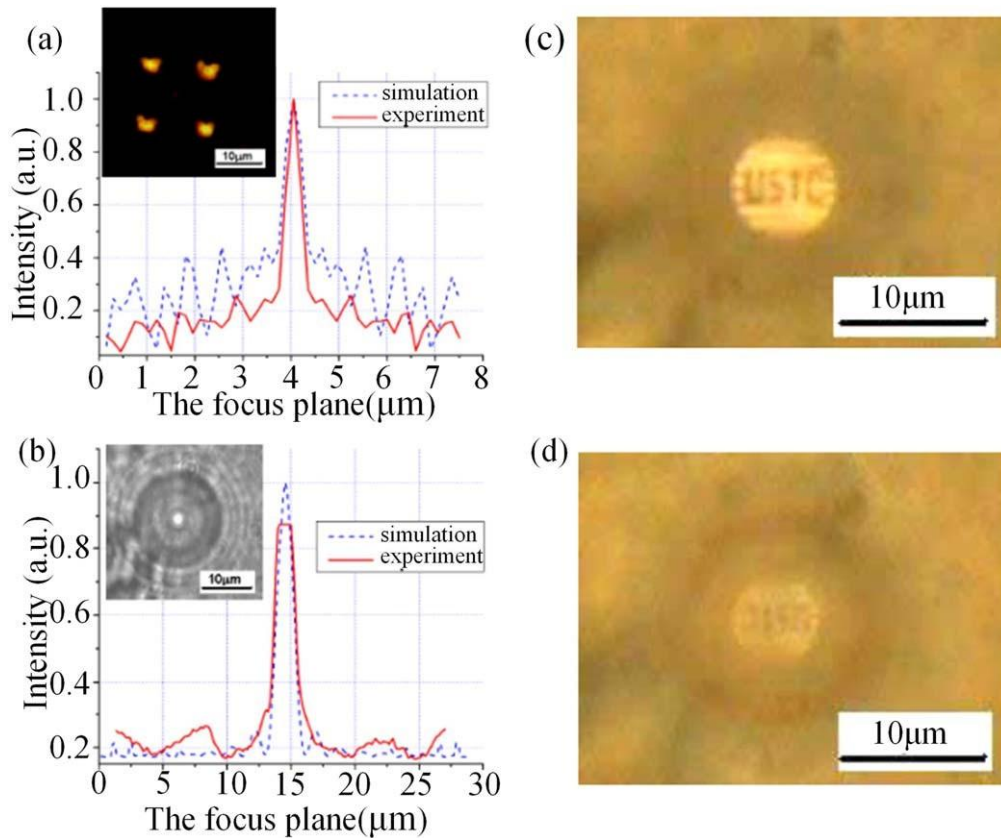 (a)
10μm
simulation
experiment
Intensity (a.u.)
1.0
0.8
0.6
0.4
0.2
0 1 2 3 4 5 6 7 8
The focus plane(μm)
(b)
10μm
simulation
experiment
Intensity (a.u.)
1.0
0.8
0.6
0.4
0.2
0 5 10 15 20 25 30
The focus plane(μm)
(c)
USTC
10μm
(d)
10μm